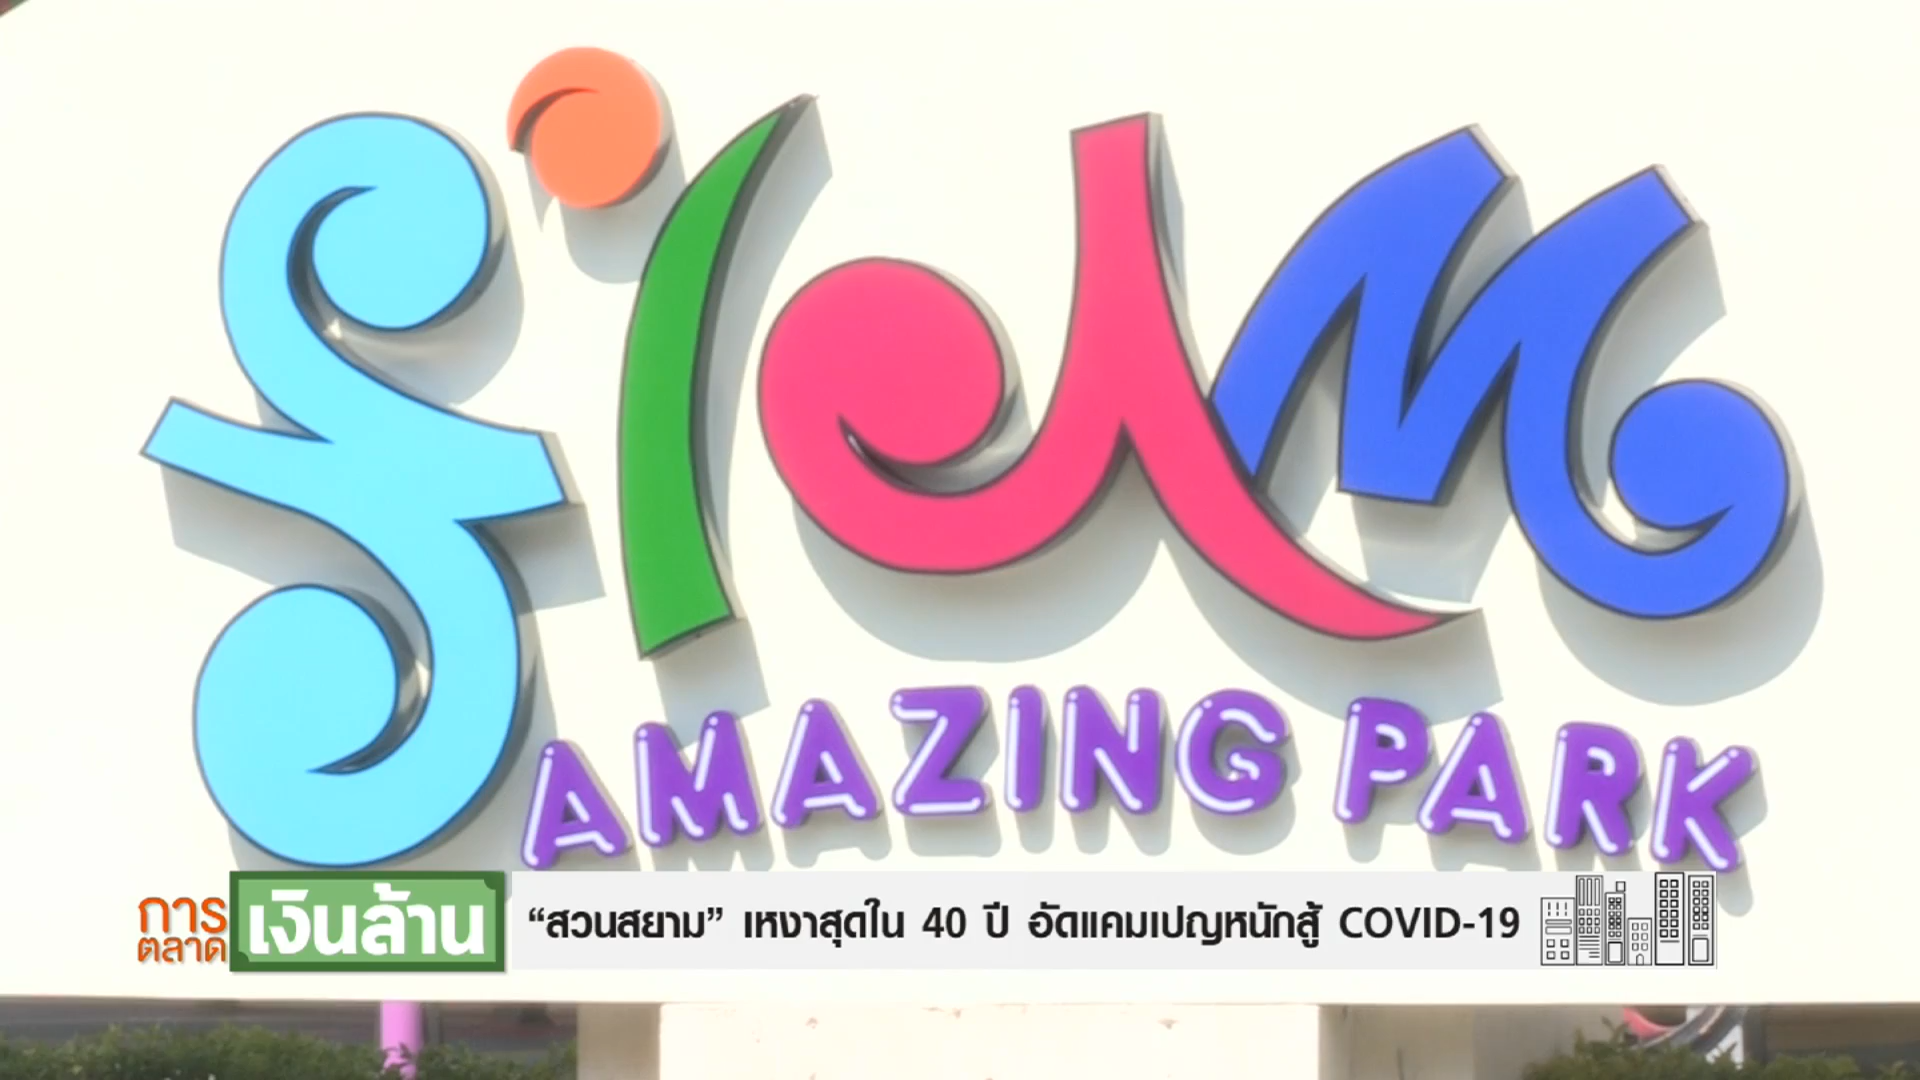 SIAM
AMAZING PARK
การตลาด
เงินล้าน
“สวนสยาม” เหงาสุดใน 40 ปี อัดแคมเปญหนักสู้ COVID-19